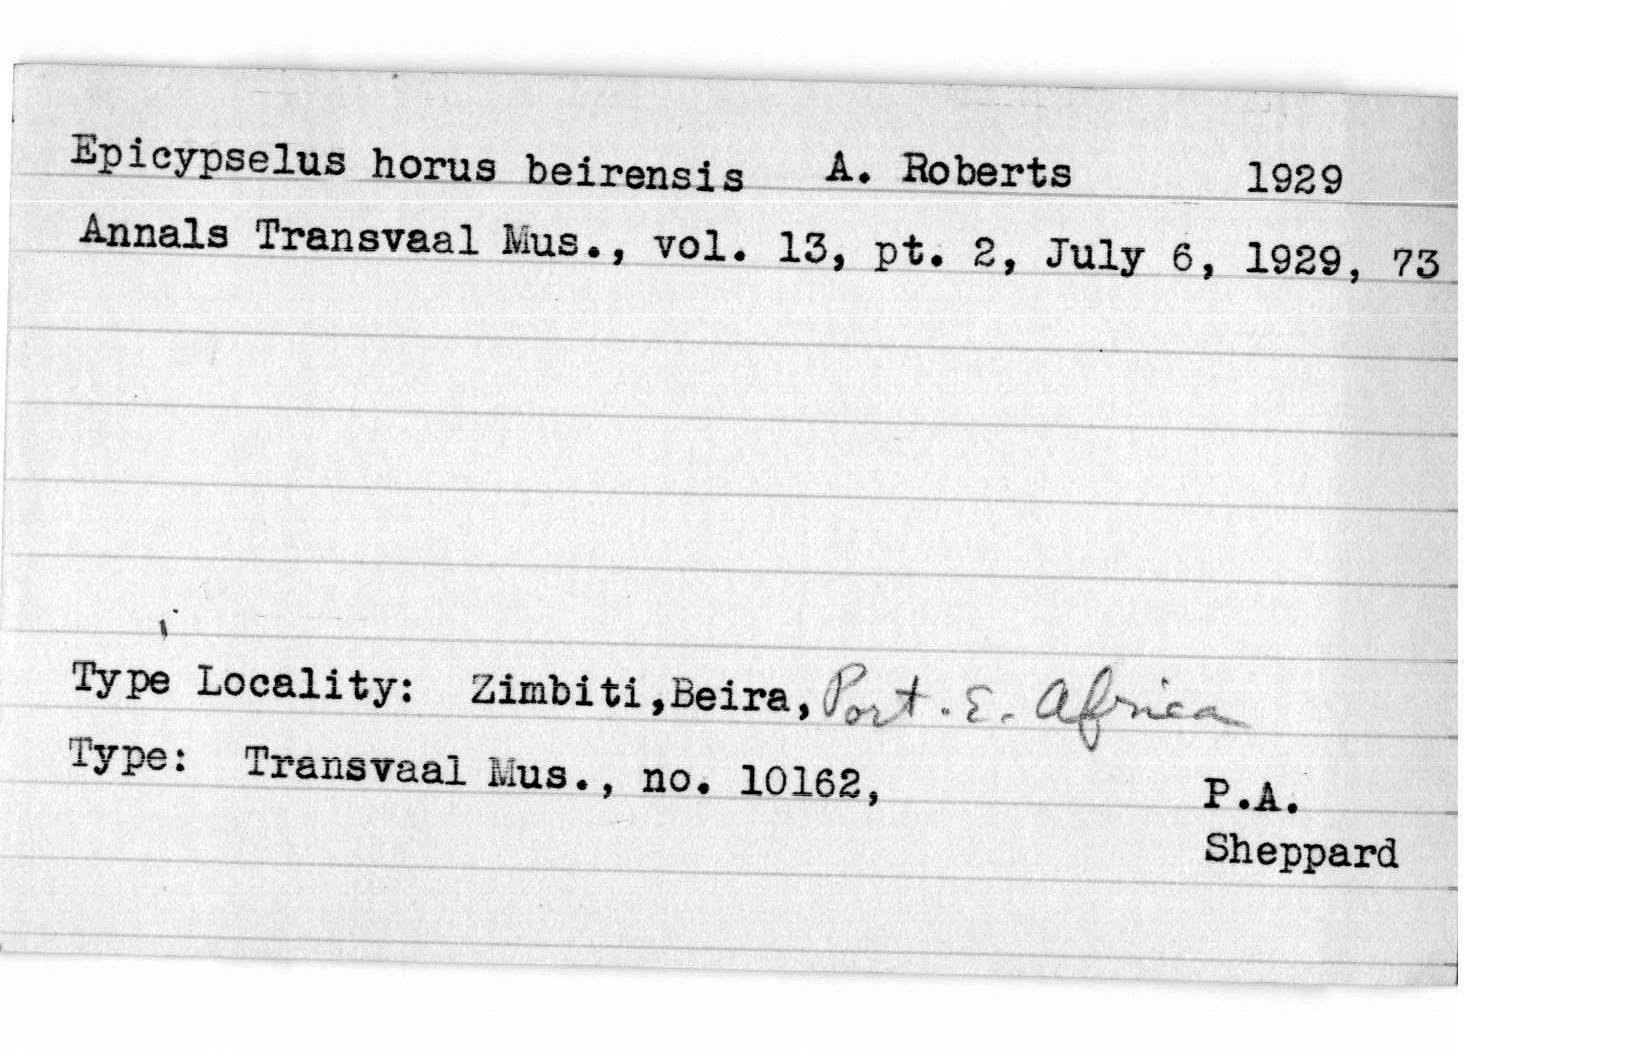 Epicypselus horus beirensis A. Roberts 1929
Annals Transvaal Mus., vol. 13, pt. 2, July 6, 1929, 73
Type Locality: Zimbiti,Beira, Port. E. Africa
Type: Transvaal Mus., no. 10162, P.A.
Sheppard